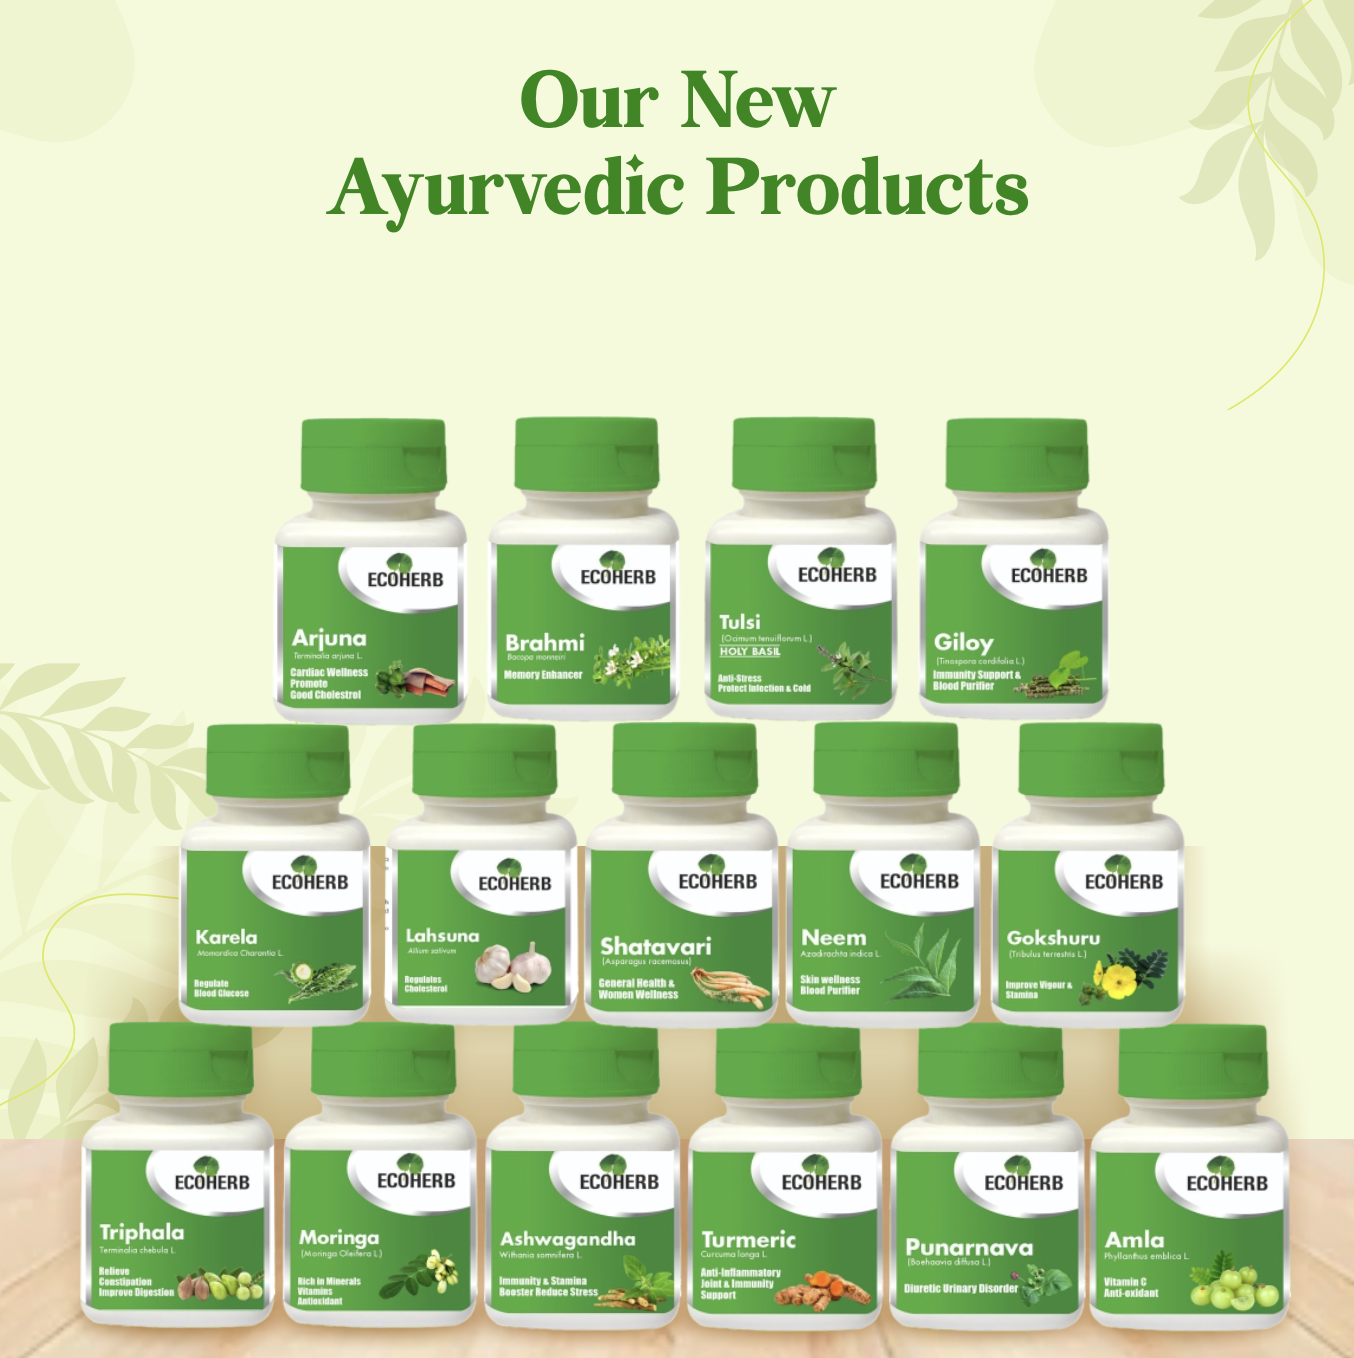 Our New
Ayurvedic Products
ECOHERB
Arjuna
Terminalia arjuna L.
Cardiac Wellness
Promote
Good Cholestrol
ECOHERB
Brahmi
Bacopa monneiri
Memory Enhancer
ECOHERB
Tulsi
(Ocimum tenuiflorum L.)
HOLY BASIL
Anti-Stress
Protect Infection & Cold
ECOHERB
Giloy
(Tinospora cordifolia L.)
Immunity Support &
Blood Purifier
ECOHERB
Karela
Momordica Charantia L.
Regulate
Blood Glucose
ECOHERB
Lahsuna
Allium sativum
Regulates
Cholesterol
ECOHERB
Shatavari
(Asparagus racemosus)
General Health &
Women Wellness
ECOHERB
Neem
Azadirachta indica L.
Skin wellness
Blood Purifier
ECOHERB
Gokshuru
(Tribulus terrestris L.)
Improve Vigour &
Stamina
ECOHERB
Triphala
Terminalia chebula L.
Relieve
Constipation
Improve Digestion
ECOHERB
Moringa
(Moringa Oleifera L.)
Rich in Minerals
Vitamins
Antioxidant
ECOHERB
Ashwagandha
Withania somnifera L.
Immunity & Stamina
Booster Reduce Stress
ECOHERB
Turmeric
Curcuma longa L.
Anti-Inflammatory
Joint & Immunity
Support
ECOHERB
Punarnava
(Boehaavia diffusa L.)
Diuretic Urinary Disorder
ECOHERB
Amla
Phyllanthus emblica L.
Vitamin C
Anti-oxidant